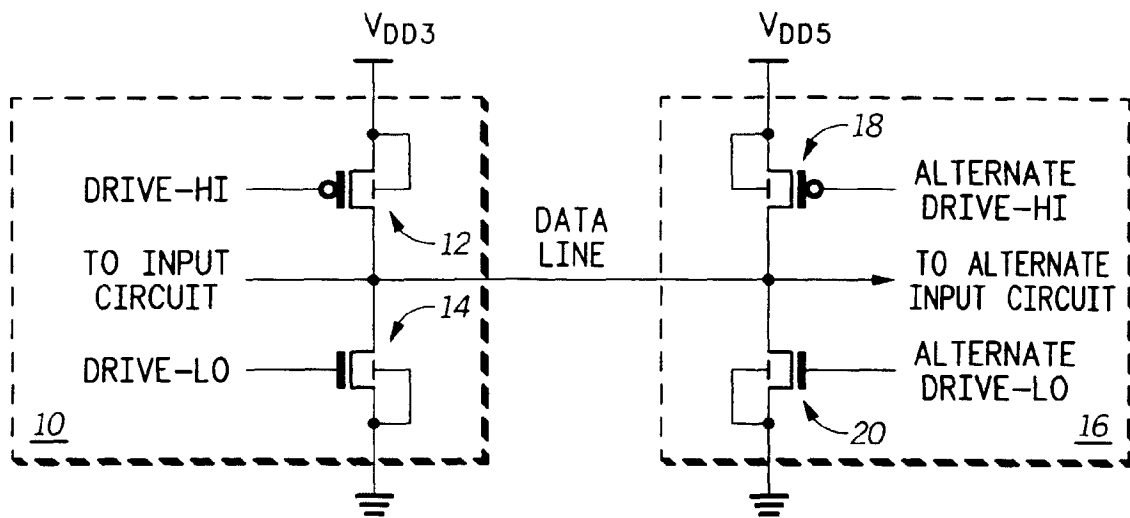 VDD3
VDD5
18
DRIVE-HI
ALTERNATE
DRIVE-HI
12
DATA
LINE
TO INPUT
CIRCUIT
TO ALTERNATE
INPUT CIRCUIT
14
DRIVE-LO
ALTERNATE
DRIVE-LO
10
20
16